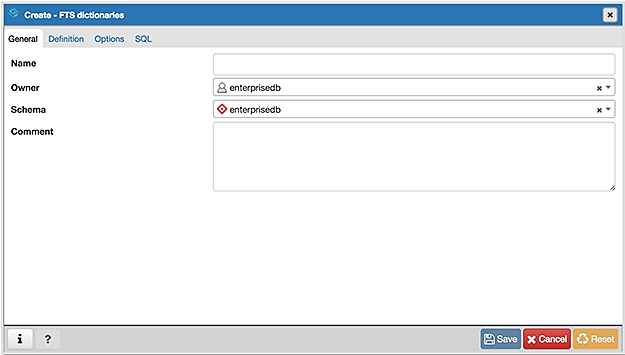 Create - FTS dictionaries
General Definition Options SQL
Name
Owner enterprisedb
Schema enterprisedb
Comment
i ? Save Cancel Reset